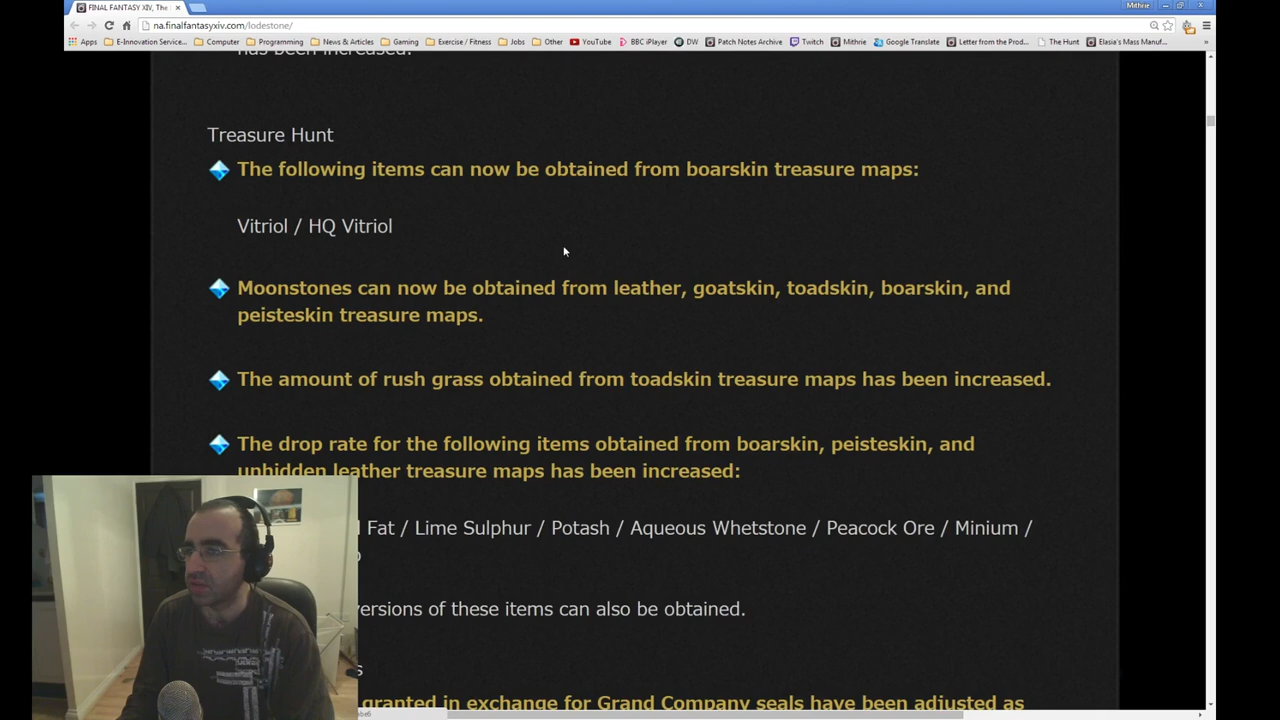 FINAL FANTASY XIV, The
Mithrie
na.finalfantasyxiv.com/lodestone/
Apps E-Innovation Service... Computer Programming News & Articles Gaming Exercise / Fitness Jobs Other YouTube BBC iPlayer DW Patch Notes Archive Mithrie Twitch Google Translate Letter from the Prod... The Hunt Elasia's Mass Manuf... »
has been increased.
Treasure Hunt
The following items can now be obtained from boarskin treasure maps:
Vitriol / HQ Vitriol
Moonstones can now be obtained from leather, goatskin, toadskin, boarskin, and
peisteskin treasure maps.
The amount of rush grass obtained from toadskin treasure maps has been increased.
The drop rate for the following items obtained from boarskin, peisteskin, and
unhidden leather treasure maps has been increased:
Fat / Lime Sulphur / Potash / Aqueous Whetstone / Peacock Ore / Minium /
versions of these items can also be obtained.
granted in exchange for Grand Company seals have been adjusted as